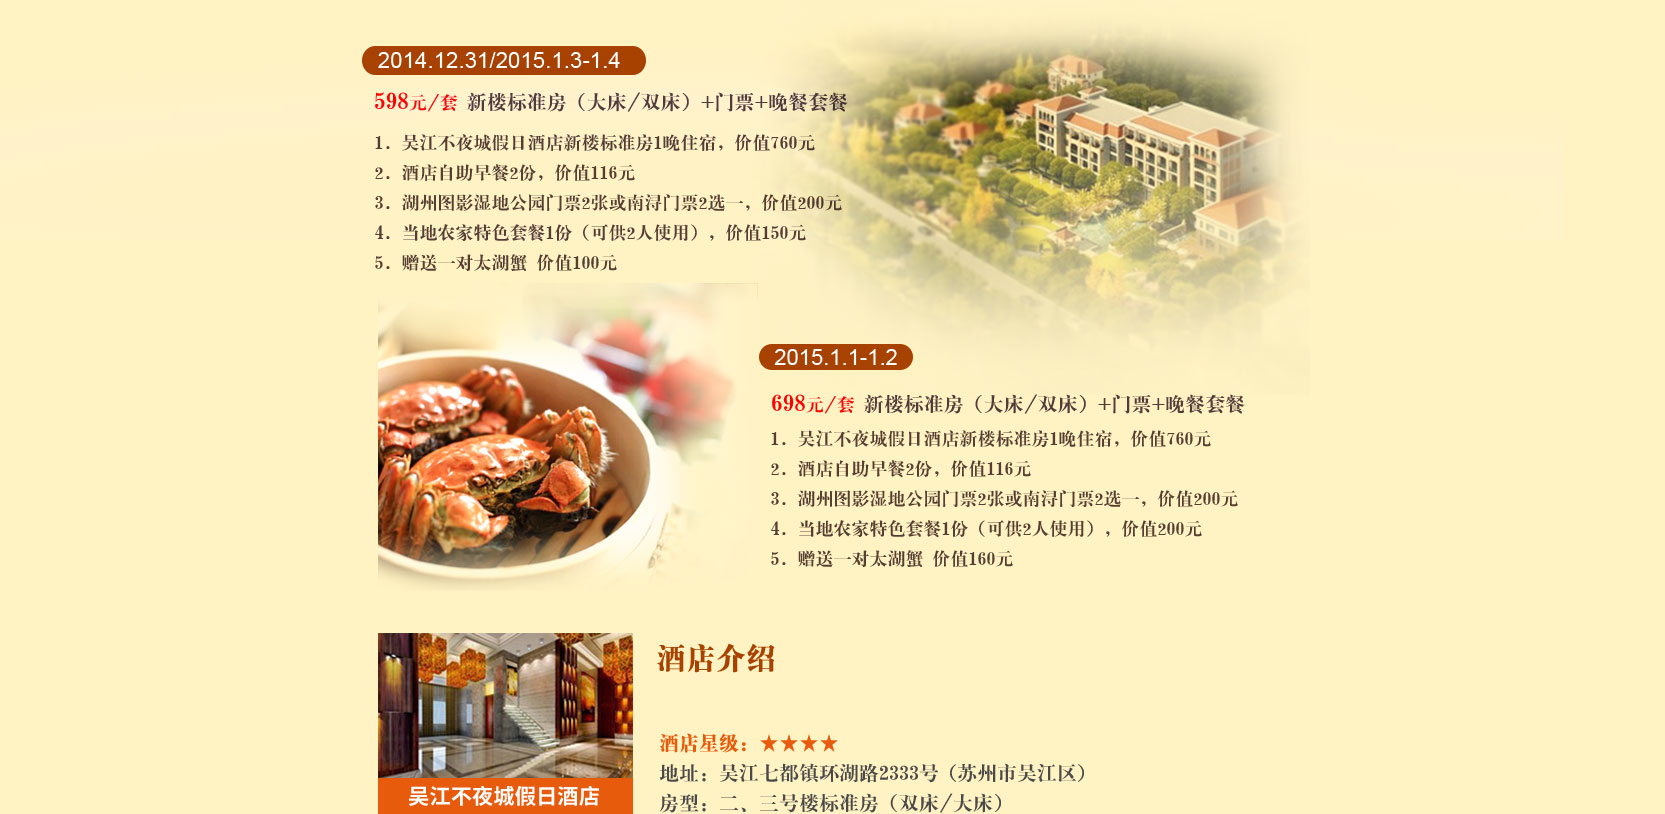 2014.12.31/2015.1.3-1.4
598元/套 新楼标准房（大床/双床）+门票+晚餐套餐
1. 吴江不夜城假日酒店新楼标准房1晚住宿，价值760元
2. 酒店自助早餐2份，价值116元
3. 湖州图影湿地公园门票2张或南浔门票2选一，价值200元
4. 当地农家特色套餐1份（可供2人使用），价值150元
5. 赠送一对太湖蟹 价值100元
2015.1.1-1.2
698元/套 新楼标准房（大床/双床）+门票+晚餐套餐
1. 吴江不夜城假日酒店新楼标准房1晚住宿，价值760元
2. 酒店自助早餐2份，价值116元
3. 湖州图影湿地公园门票2张或南浔门票2选一，价值200元
4. 当地农家特色套餐1份（可供2人使用），价值200元
5. 赠送一对太湖蟹 价值160元
吴江不夜城假日酒店
酒店介绍
酒店星级：★★★★
地址：吴江七都镇环湖路2333号（苏州市吴江区）
房型：二、三号楼标准房（双床/大床）